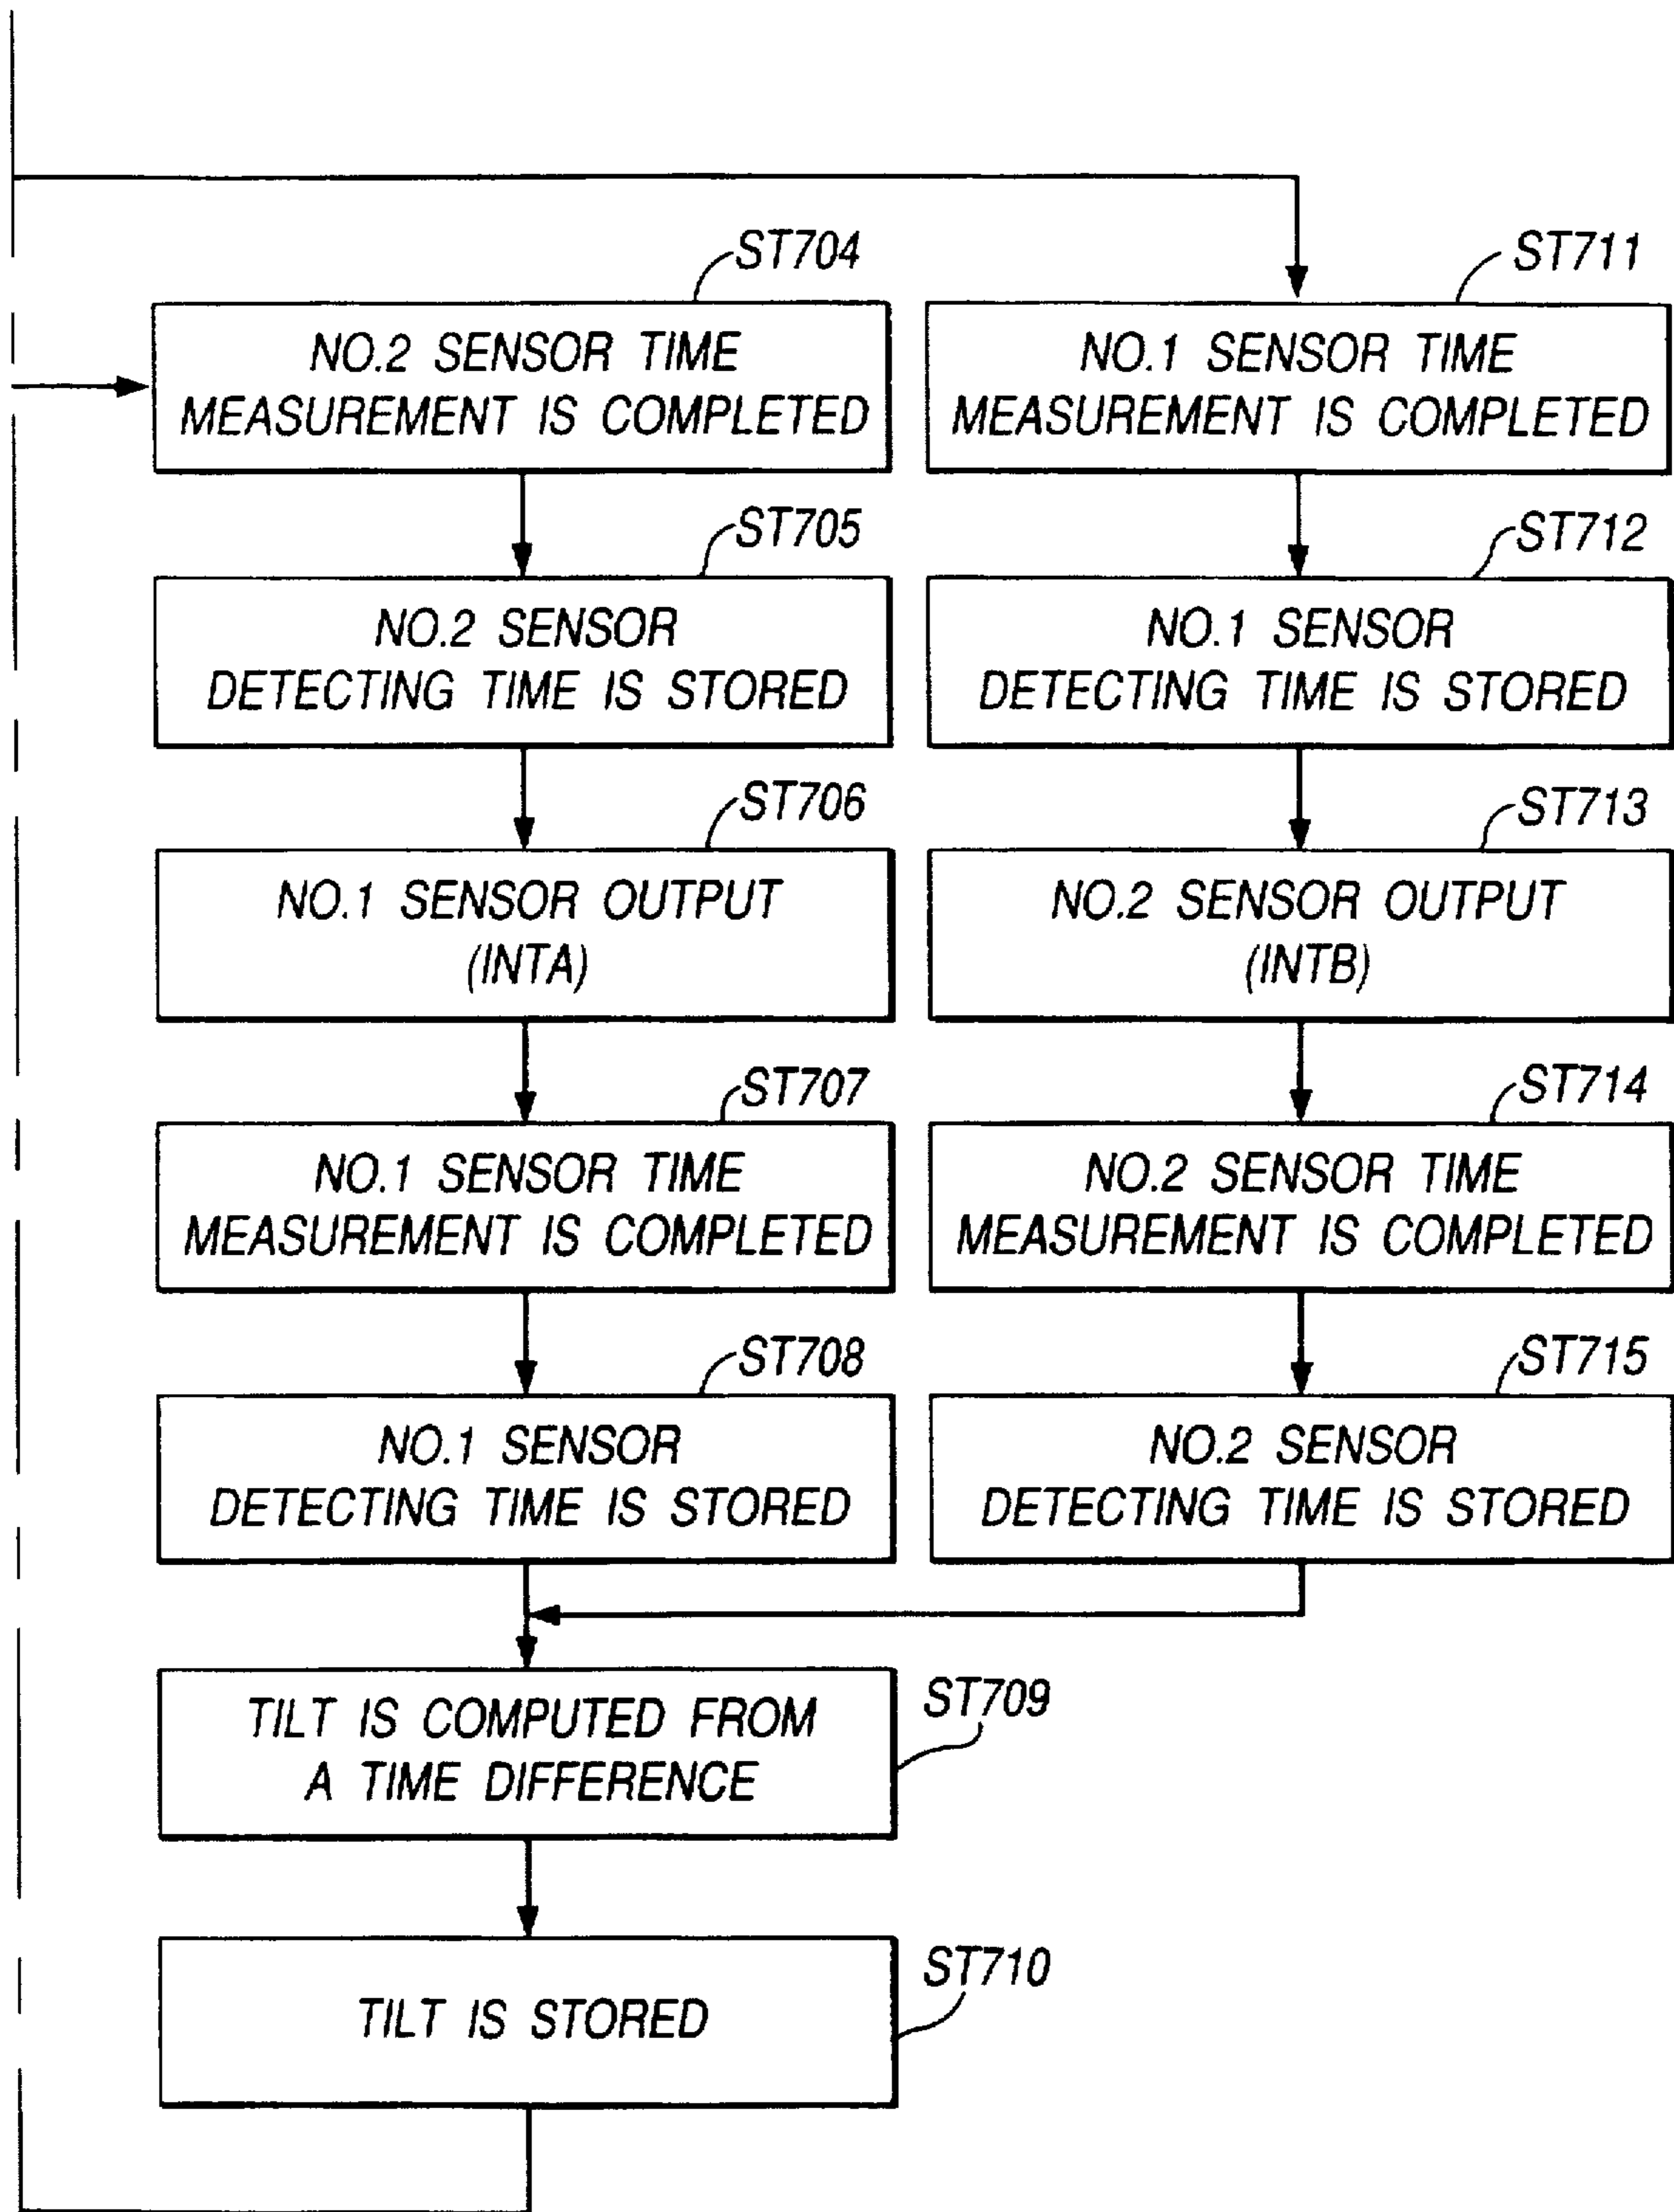 ST704
NO.2 SENSOR TIME
MEASUREMENT IS COMPLETED
ST705
NO.2 SENSOR
DETECTING TIME IS STORED
ST706
NO.1 SENSOR OUTPUT
(INTA)
ST707
NO.1 SENSOR TIME
MEASUREMENT IS COMPLETED
ST708
NO.1 SENSOR
DETECTING TIME IS STORED
ST711
NO.1 SENSOR TIME
MEASUREMENT IS COMPLETED
ST712
NO.1 SENSOR
DETECTING TIME IS STORED
ST713
NO.2 SENSOR OUTPUT
(INTB)
ST714
NO.2 SENSOR TIME
MEASUREMENT IS COMPLETED
ST715
NO.2 SENSOR
DETECTING TIME IS STORED
ST709
TILT IS COMPUTED FROM
A TIME DIFFERENCE
ST710
TILT IS STORED